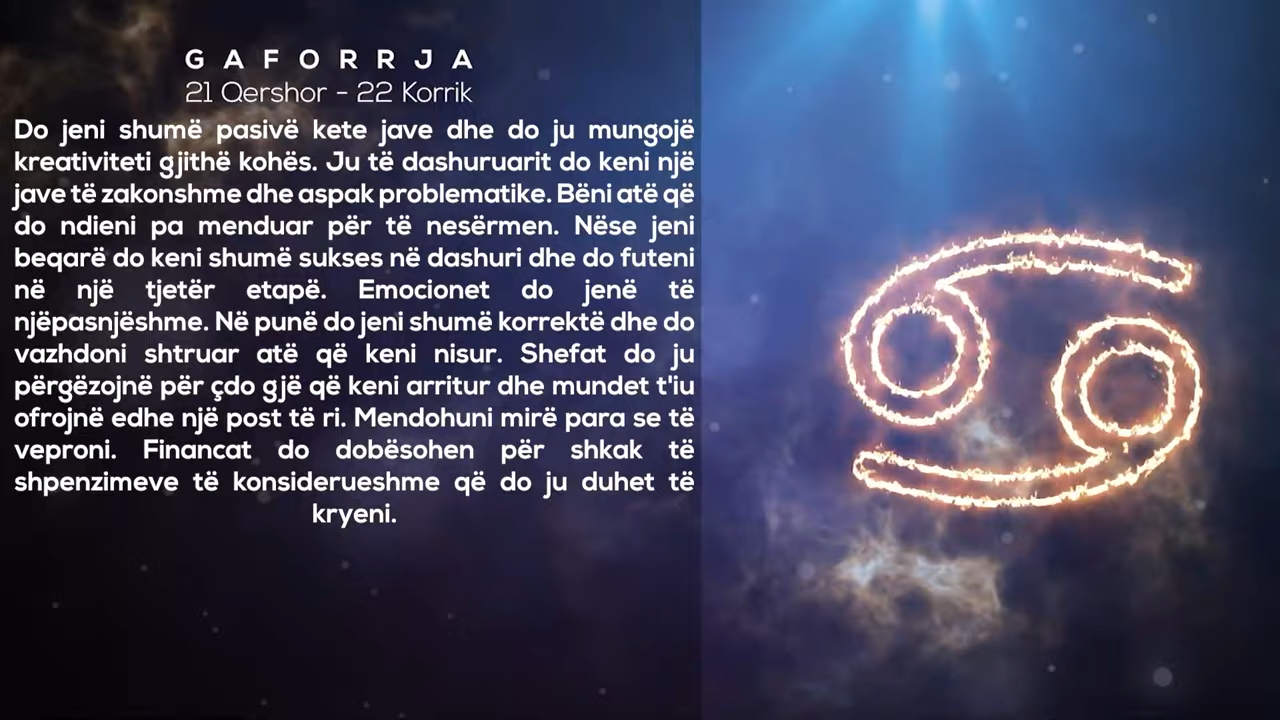 GAFORRJA
21 Qershor - 22 Korrik
Do jeni shumë pasivë kete jave dhe do ju mungojë
kreativiteti gjithë kohës. Ju të dashuruarit do keni një
jave të zakonshme dhe aspak problematike. Bëni atë që
do ndieni pa menduar për të nesërmen. Nëse jeni
beqarë do keni shumë sukses në dashuri dhe do futeni
në një tjetër etapë. Emocionet do jenë të
njëpasnjëshme. Në punë do jeni shumë korrektë dhe do
vazhdoni shtruar atë që keni nisur. Shefat do ju
përgëzojnë për çdo gjë që keni arritur dhe mundet t'iu
ofrojnë edhe një post të ri. Mendohuni mirë para se të
veproni. Financat do dobësohen për shkak të
shpenzimeve të konsiderueshme që do ju duhet të
kryeni.